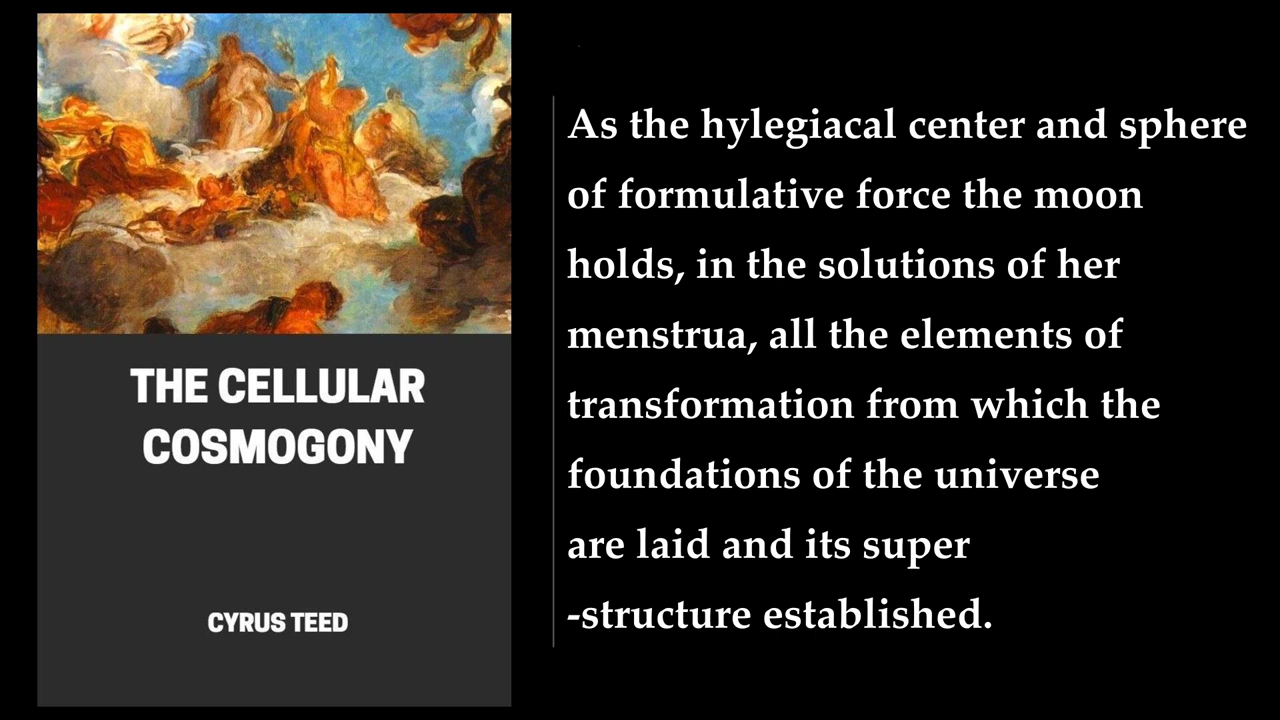 THE CELLULAR
COSMOGONY
CYRUS TEED
As the hylegiacal center and sphere
of formulative force the moon
holds, in the solutions of her
menstrua, all the elements of
transformation from which the
foundations of the universe
are laid and its super
-structure established.